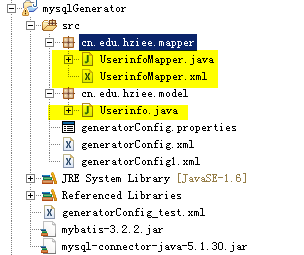 mysqlGenerator
src
cn.edu.hziee.mapper
UserinfoMapper.java
UserinfoMapper.xml
cn.edu.hziee.model
Userinfo.java
generatorConfig.properties
generatorConfig.xml
generatorConfig1.xml
JRE System Library [JavaSE-1.6]
Referenced Libraries
generatorConfig_test.xml
mybatis-3.2.2.jar
mysql-connector-java-5.1.30.jar